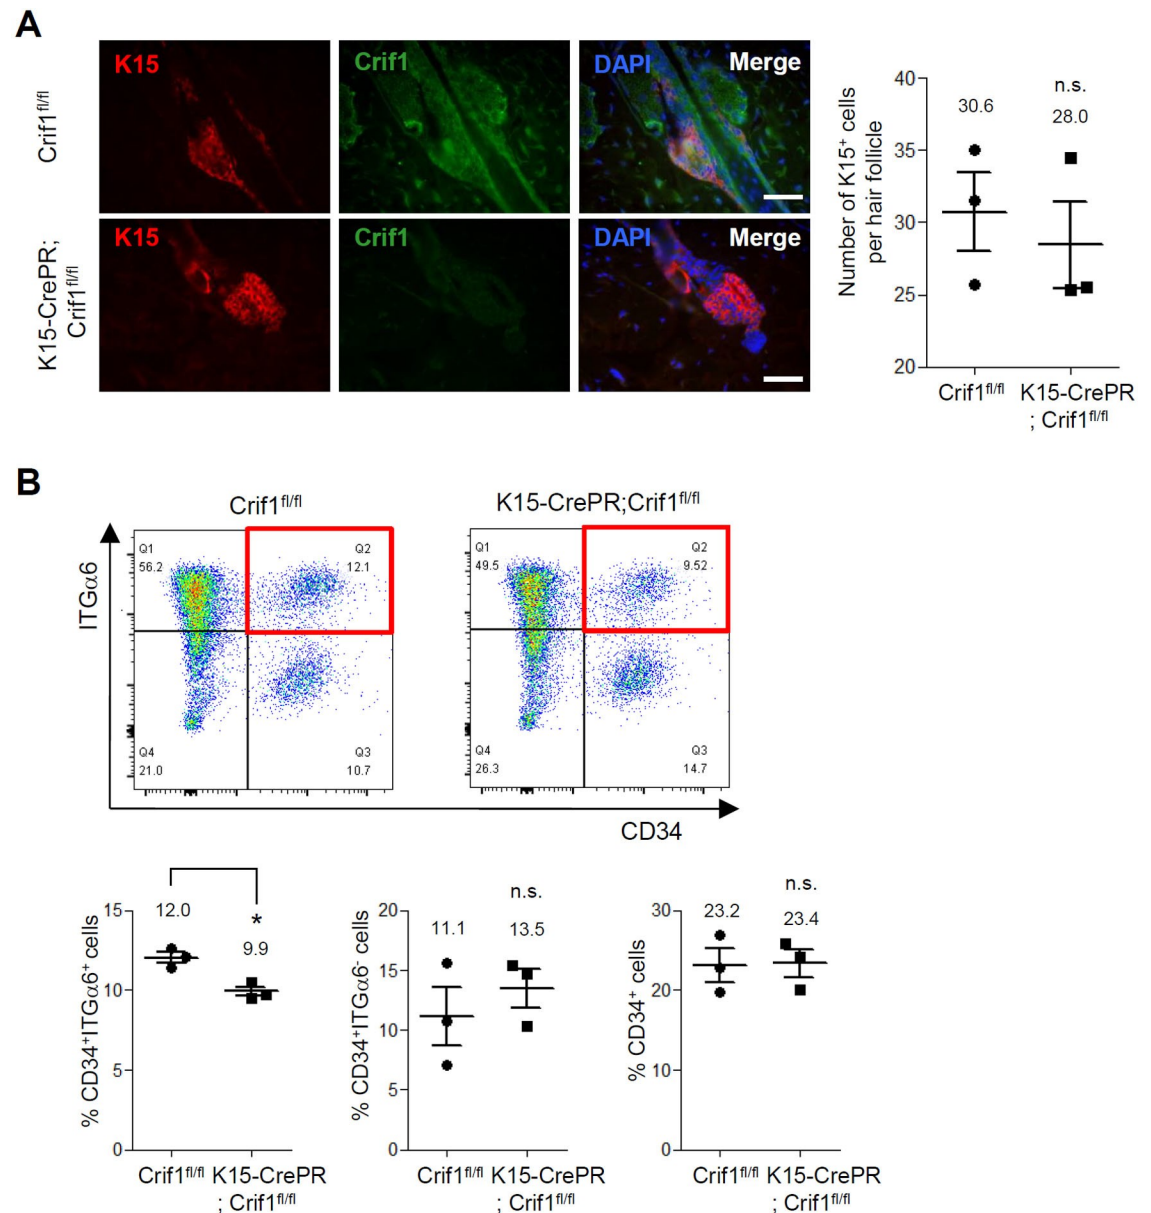 A
K15
Crif1
DAPI
Merge
Crif1fl/fl
K15
Crif1
DAPI
Merge
K15-CrePR;
Crif1fl/fl
Number of K15+ cells
per hair follicle
40
35
30
25
20
30.6
n.s.
28.0
Crif1fl/fl
K15-CrePR
; Crif1fl/fl
B
Crif1fl/fl
K15-CrePR;Crif1fl/fl
ITGα6
Q1
56.2
Q2
12.1
Q4
21.0
Q3
10.7
Q1
49.5
Q2
9.52
Q4
26.3
Q3
14.7
CD34
% CD34+ITGα6+ cells
15
10
5
0
12.0
*
9.9
Crif1fl/fl
K15-CrePR
; Crif1fl/fl
% CD34+ITGα6- cells
20
15
10
5
0
11.1
n.s.
13.5
Crif1fl/fl
K15-CrePR
; Crif1fl/fl
% CD34+ cells
30
20
10
0
23.2
n.s.
23.4
Crif1fl/fl
K15-CrePR
; Crif1fl/fl